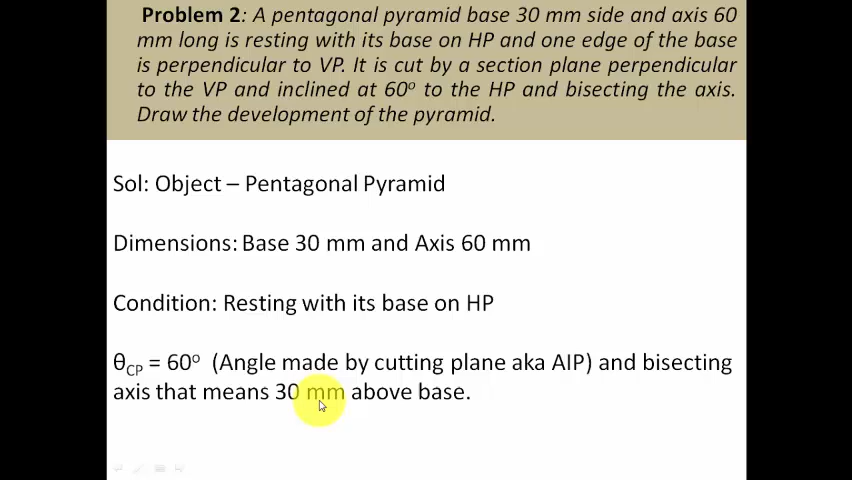 Problem 2: A pentagonal pyramid base 30 mm side and axis 60
mm long is resting with its base on HP and one edge of the base
is perpendicular to VP. It is cut by a section plane perpendicular
to the VP and inclined at 60º to the HP and bisecting the axis.
Draw the development of the pyramid.
Sol: Object – Pentagonal Pyramid
Dimensions: Base 30 mm and Axis 60 mm
Condition: Resting with its base on HP
θCP = 60º (Angle made by cutting plane aka AIP) and bisecting
axis that means 30 mm above base.